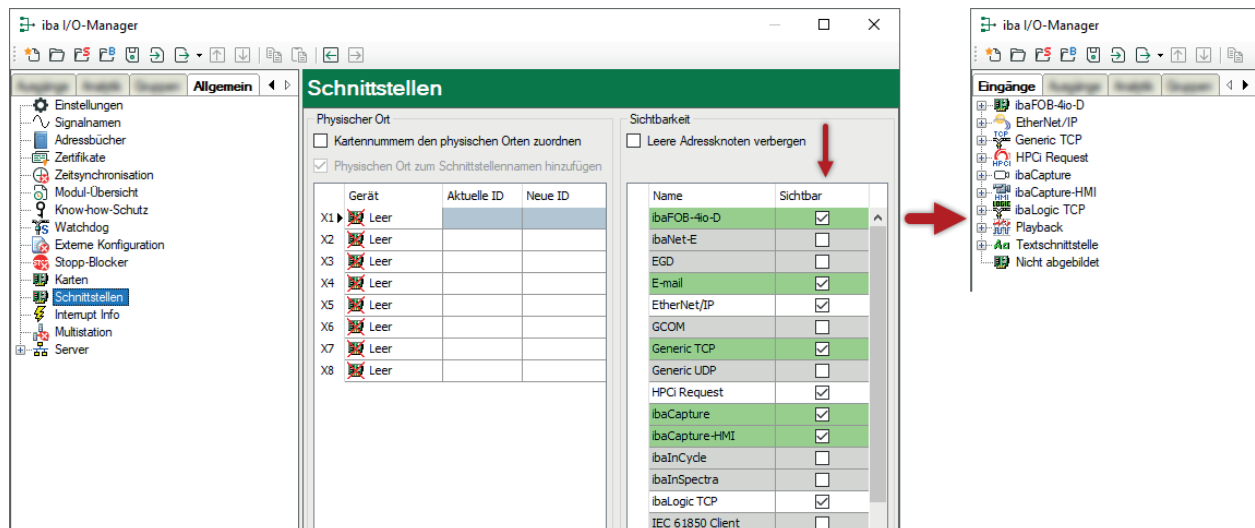 iba I/O-Manager
Allgemein
Einstellungen
Signalnamen
Adressbücher
Zertifikate
Zeitsynchronisation
Modul-Übersicht
Know-how-Schutz
Watchdog
Externe Konfiguration
Stopp-Blocker
Karten
Schnittstellen
Interrupt Info
Multistation
Server
Schnittstellen
Physischer Ort
Kartennummern den physischen Orten zuordnen
Physischen Ort zum Schnittstellennamen hinzufügen
Gerät Aktuelle ID Neue ID
X1 Leer
X2 Leer
X3 Leer
X4 Leer
X5 Leer
X6 Leer
X7 Leer
X8 Leer
Sichtbarkeit
Leere Adressknoten verbergen
Name Sichtbar
ibaFOB-4io-D
ibaNet-E
EGD
E-mail
EtherNet/IP
GCOM
Generic TCP
Generic UDP
HPCi Request
ibaCapture
ibaCapture-HMI
ibaInCycle
ibaInSpectra
ibaLogic TCP
IEC 61850 Client
iba I/O-Manager
Eingänge
ibaFOB-4io-D
EtherNet/IP
TCP Generic TCP
HPCI HPCi Request
ibaCapture
HMI ibaCapture-HMI
LOGIC ibaLogic TCP
Playback
Aa Textschnittstelle
Nicht abgebildet